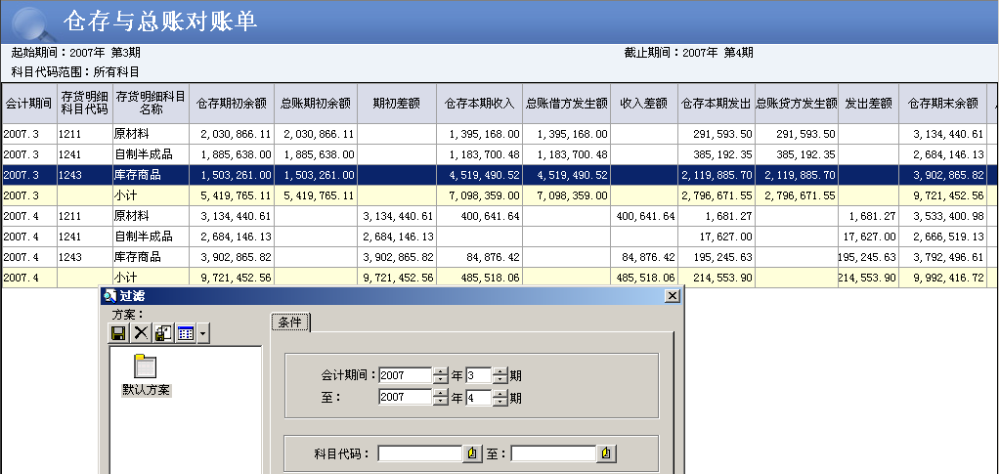 仓存与总账对账单
起始期间：2007年 第3期 截止期间：2007年 第4期
科目代码范围：所有科目
会计期间 存货明细科目代码 存货明细科目名称 仓存期初余额 总账期初余额 期初差额 仓存本期收入 总账借方发生额 收入差额 仓存本期发出 总账贷方发生额 发出差额 仓存期末余额
2007.3 1211 原材料 2,030,866.11 2,030,866.11 1,395,168.00 1,395,168.00 291,593.50 291,593.50 3,134,440.61
2007.3 1241 自制半成品 1,885,638.00 1,885,638.00 1,183,700.48 1,183,700.48 385,192.35 385,192.35 2,684,146.13
2007.3 1243 库存商品 1,503,261.00 1,503,261.00 4,519,490.52 4,519,490.52 2,119,885.70 2,119,885.70 3,902,865.82
2007.3 小计 5,419,765.11 5,419,765.11 7,098,359.00 7,098,359.00 2,796,671.55 2,796,671.55 9,721,452.56
2007.4 1211 原材料 3,134,440.61 3,134,440.61 400,641.64 400,641.64 1,681.27 1,681.27 3,533,400.98
2007.4 1241 自制半成品 2,684,146.13 2,684,146.13 17,627.00 17,627.00 2,666,519.13
2007.4 1243 库存商品 3,902,865.82 3,902,865.82 84,876.42 84,876.42 195,245.63 195,245.63 3,792,496.61
2007.4 小计 9,721,452.56 9,721,452.56 485,518.06 485,518.06 214,553.90 214,553.90 9,992,416.72
过滤
方案：
条件
默认方案
会计期间：2007 年 3 期
至： 2007 年 4 期
科目代码： 至：